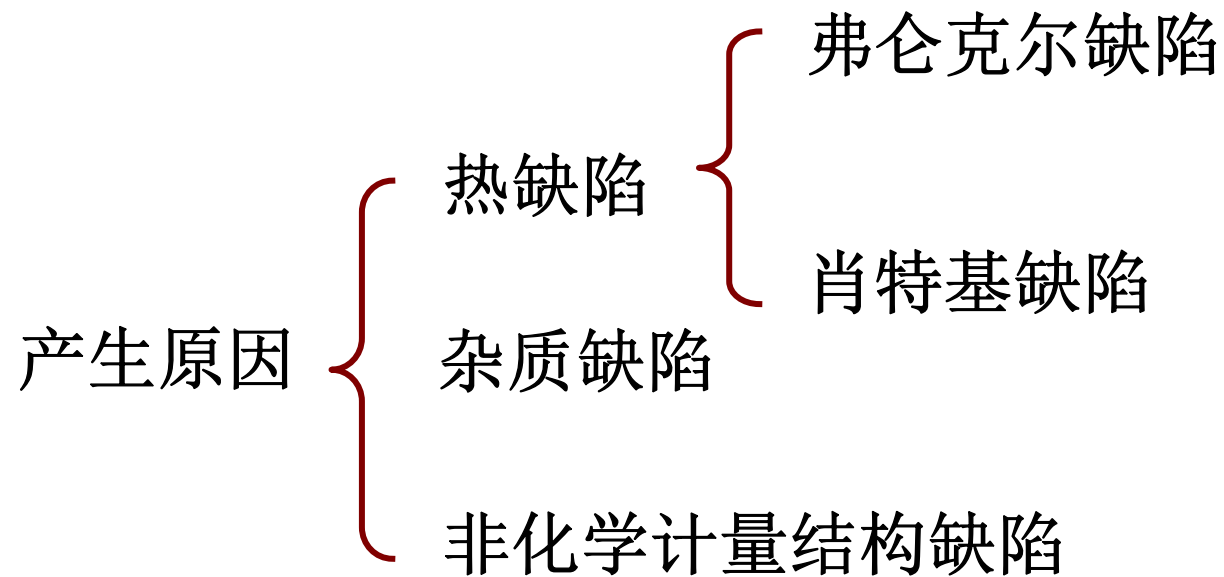 弗仑克尔缺陷
热缺陷
肖特基缺陷
产生原因
杂质缺陷
非化学计量结构缺陷